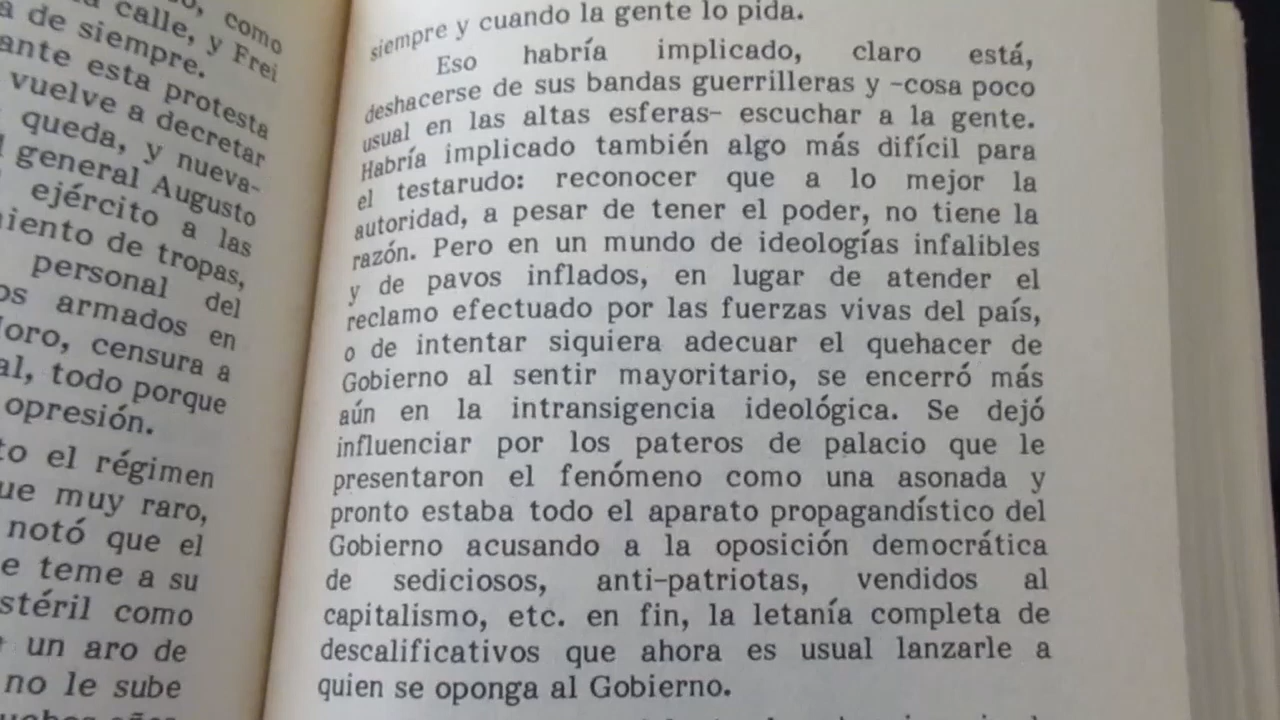 como
calle, y Frei
a de siempre.
ante esta protesta
vuelve a decretar
queda, y nueva-
general Augusto
ejército a las
miento de tropas,
personal del
os armados en
oro, censura a
al, todo porque
opresión.
to el régimen
ue muy raro,
notó que el
e teme a su
stéril como
un aro de
no le sube
siempre y cuando la gente lo pida.
Eso habría implicado, claro está,
deshacerse de sus bandas guerrilleras y -cosa poco
usual en las altas esferas- escuchar a la gente.
Habría implicado también algo más difícil para
el testarudo: reconocer que a lo mejor la
autoridad, a pesar de tener el poder, no tiene la
razón. Pero en un mundo de ideologías infalibles
y de pavos inflados, en lugar de atender el
reclamo efectuado por las fuerzas vivas del país,
o de intentar siquiera adecuar el quehacer de
Gobierno al sentir mayoritario, se encerró más
aún en la intransigencia ideológica. Se dejó
influenciar por los pateros de palacio que le
presentaron el fenómeno como una asonada y
pronto estaba todo el aparato propagandístico del
Gobierno acusando a la oposición democrática
de sediciosos, anti-patriotas, vendidos al
capitalismo, etc. en fin, la letanía completa de
descalificativos que ahora es usual lanzarle a
quien se oponga al Gobierno.